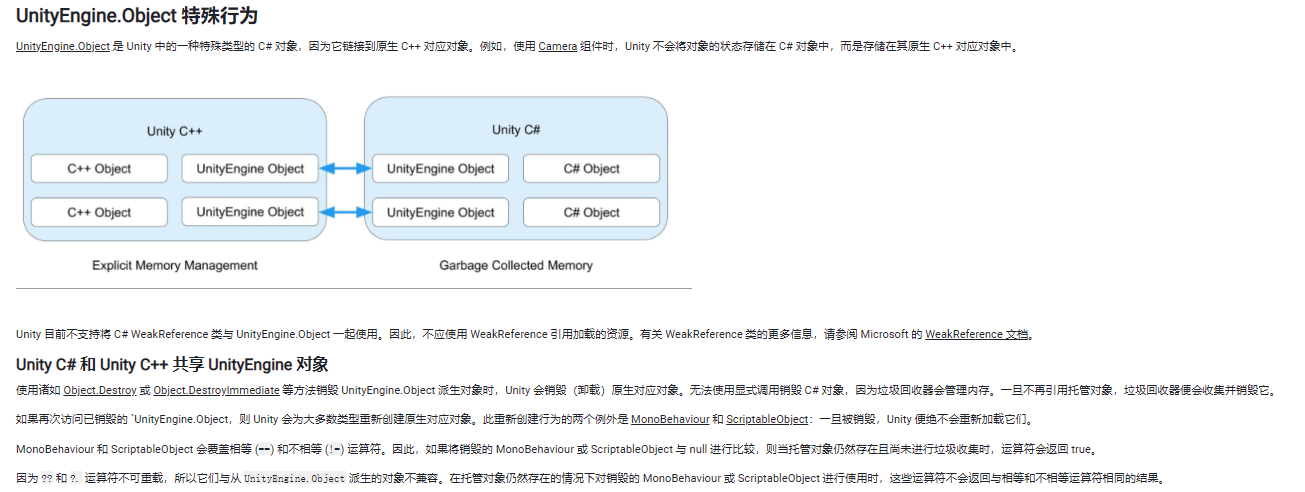 UnityEngine.Object 特殊行为
UnityEngine.Object 是 Unity 中的一种特殊类型的 C# 对象，因为它链接到原生 C++ 对应对象。例如，使用 Camera 组件时，Unity 不会将对象的状态存储在 C# 对象中，而是存储在其原生 C++ 对应对象中。
Unity C++
Unity C#
C++ Object
UnityEngine Object
UnityEngine Object
C# Object
C++ Object
UnityEngine Object
UnityEngine Object
C# Object
Explicit Memory Management
Garbage Collected Memory
Unity 目前不支持将 C# WeakReference 类与 UnityEngine.Object 一起使用。因此，不应使用 WeakReference 引用加载的资源。有关 WeakReference 类的更多信息，请参阅 Microsoft 的 WeakReference 文档。
Unity C# 和 Unity C++ 共享 UnityEngine 对象
使用诸如 Object.Destroy 或 Object.DestroyImmediate 等方法销毁 UnityEngine.Object 派生对象时，Unity 会销毁（卸载）原生对应对象。无法使用显式调用销毁 C# 对象，因为垃圾回收器会管理内存。一旦不再引用托管对象，垃圾回收器便会收集并销毁它。
如果再次访问已销毁的 `UnityEngine.Object，则 Unity 会为大多数类型重新创建原生对应对象。此重新创建行为的两个例外是 MonoBehaviour 和 ScriptableObject：一旦被销毁，Unity 便绝不会重新加载它们。
MonoBehaviour 和 ScriptableObject 会覆盖相等 (==) 和不相等 (!=) 运算符。因此，如果将销毁的 MonoBehaviour 或 ScriptableObject 与 null 进行比较，则当托管对象仍然存在且尚未进行垃圾收集时，运算符会返回 true。
因为 ?? 和 ?. 运算符不可重载，所以它们与从 UnityEngine.Object 派生的对象不兼容。在托管对象仍然存在的情况下对销毁的 MonoBehaviour 或 ScriptableObject 进行使用时，这些运算符不会返回与相等和不相等运算符相同的结果。